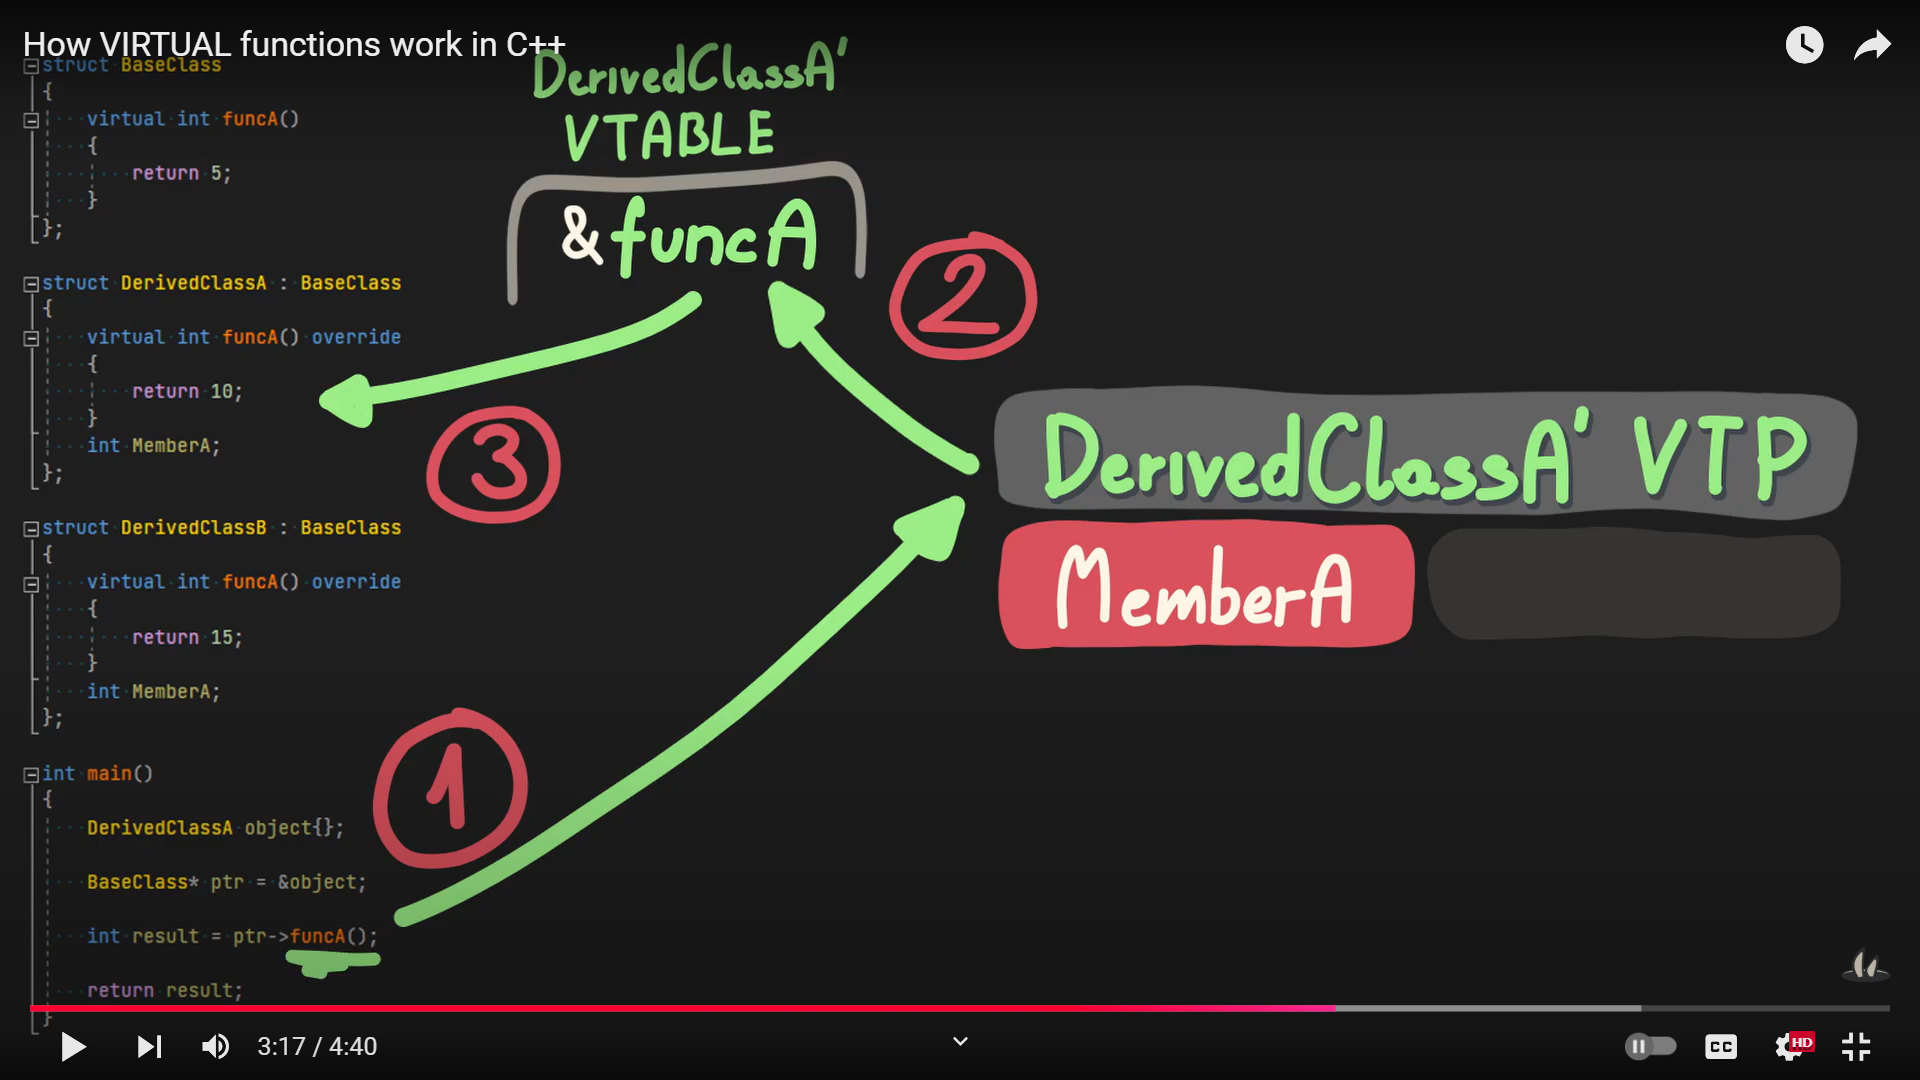 How VIRTUAL functions work in C++
struct BaseClass
{
virtual int funcA()
{
return 5;
}
};
struct DerivedClassA : BaseClass
{
virtual int funcA() override
{
return 10;
}
int MemberA;
};
struct DerivedClassB : BaseClass
{
virtual int funcA() override
{
return 15;
}
int MemberA;
};
int main()
{
DerivedClassA object{};
BaseClass* ptr = &object;
int result = ptr->funcA();
return result;
}
DerivedClassA'
VTABLE
&funcA
2
3
1
DerivedClassA' VTP
MemberA
3:17 / 4:40
CC
HD